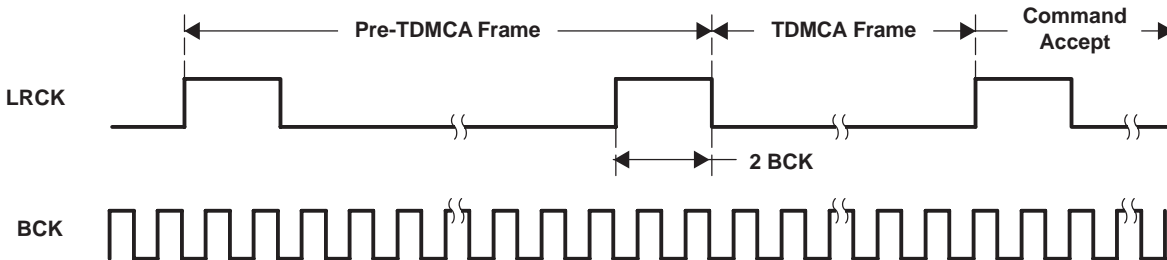 Pre-TDMCA Frame
TDMCA Frame
Command
Accept
LRCK
2 BCK
BCK